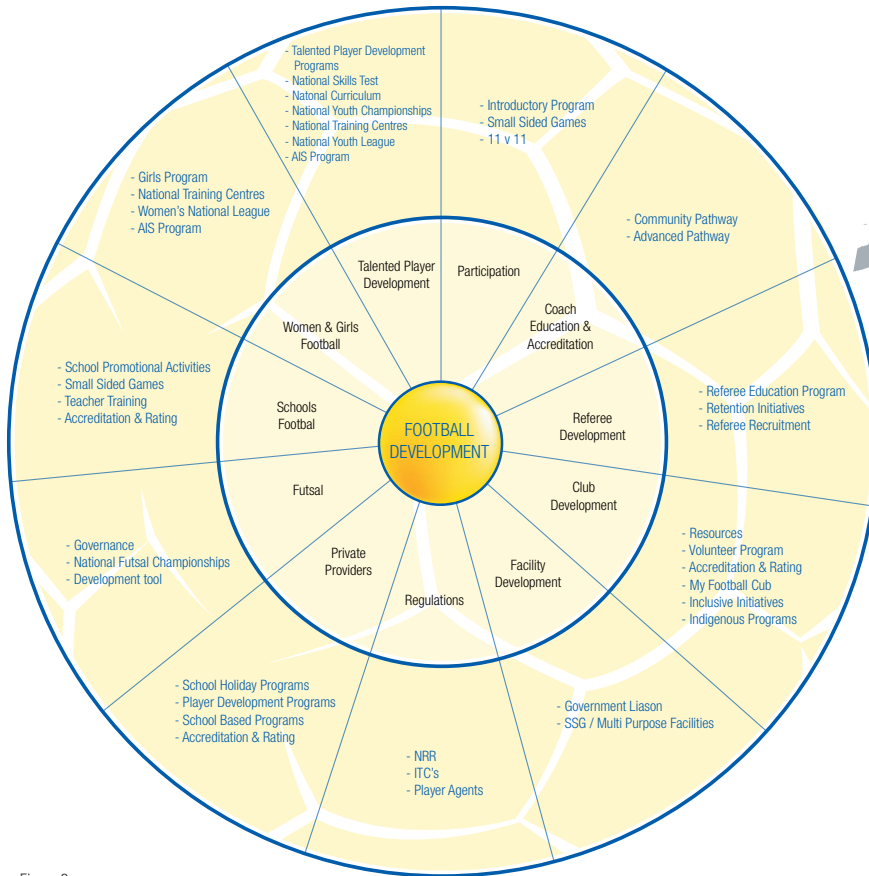 - Talented Player Development
Programs
- National Skills Test
- Natonal Curriculum
- National Youth Championships
- National Training Centres
- National Youth League
- AIS Program
- Introductory Program
- Small Sided Games
- 11 v 11
- Girls Program
- National Training Centres
- Women's National League
- AIS Program
- Community Pathway
- Advanced Pathway
Talented Player
Development
Participation
Women & Girls
Football
Coach
Education &
Accreditation
- School Promotional Activities
- Small Sided Games
- Teacher Training
- Accreditation & Rating
Schools
Footbal
FOOTBALL
DEVELOPMENT
Referee
Development
- Referee Education Program
- Retention Initiatives
- Referee Recruitment
Futsal
Club
Development
- Governance
- National Futsal Championships
- Development tool
Private
Providers
Regulations
Facility
Development
- Resources
- Volunteer Program
- Accreditation & Rating
- My Football Cub
- Inclusive Initiatives
- Indigenous Programs
- School Holiday Programs
- Player Development Programs
- School Based Programs
- Accreditation & Rating
- NRR
- ITC's
- Player Agents
- Government Liason
- SSG / Multi Purpose Facilities